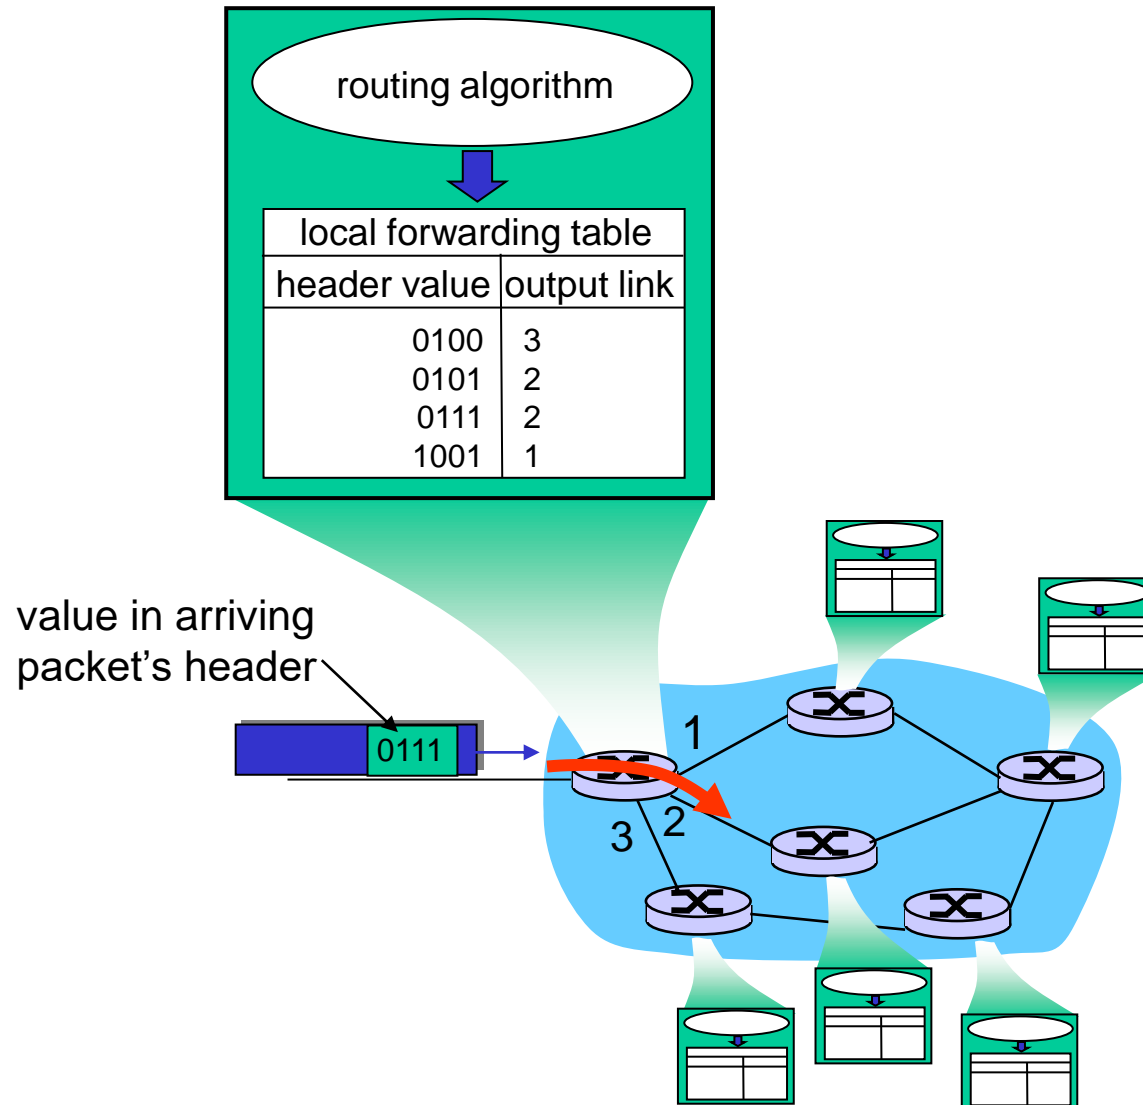 routing algorithm
local forwarding table
header value output link
0100 3
0101 2
0111 2
1001 1
value in arriving
packet's header
0111
1
2
3